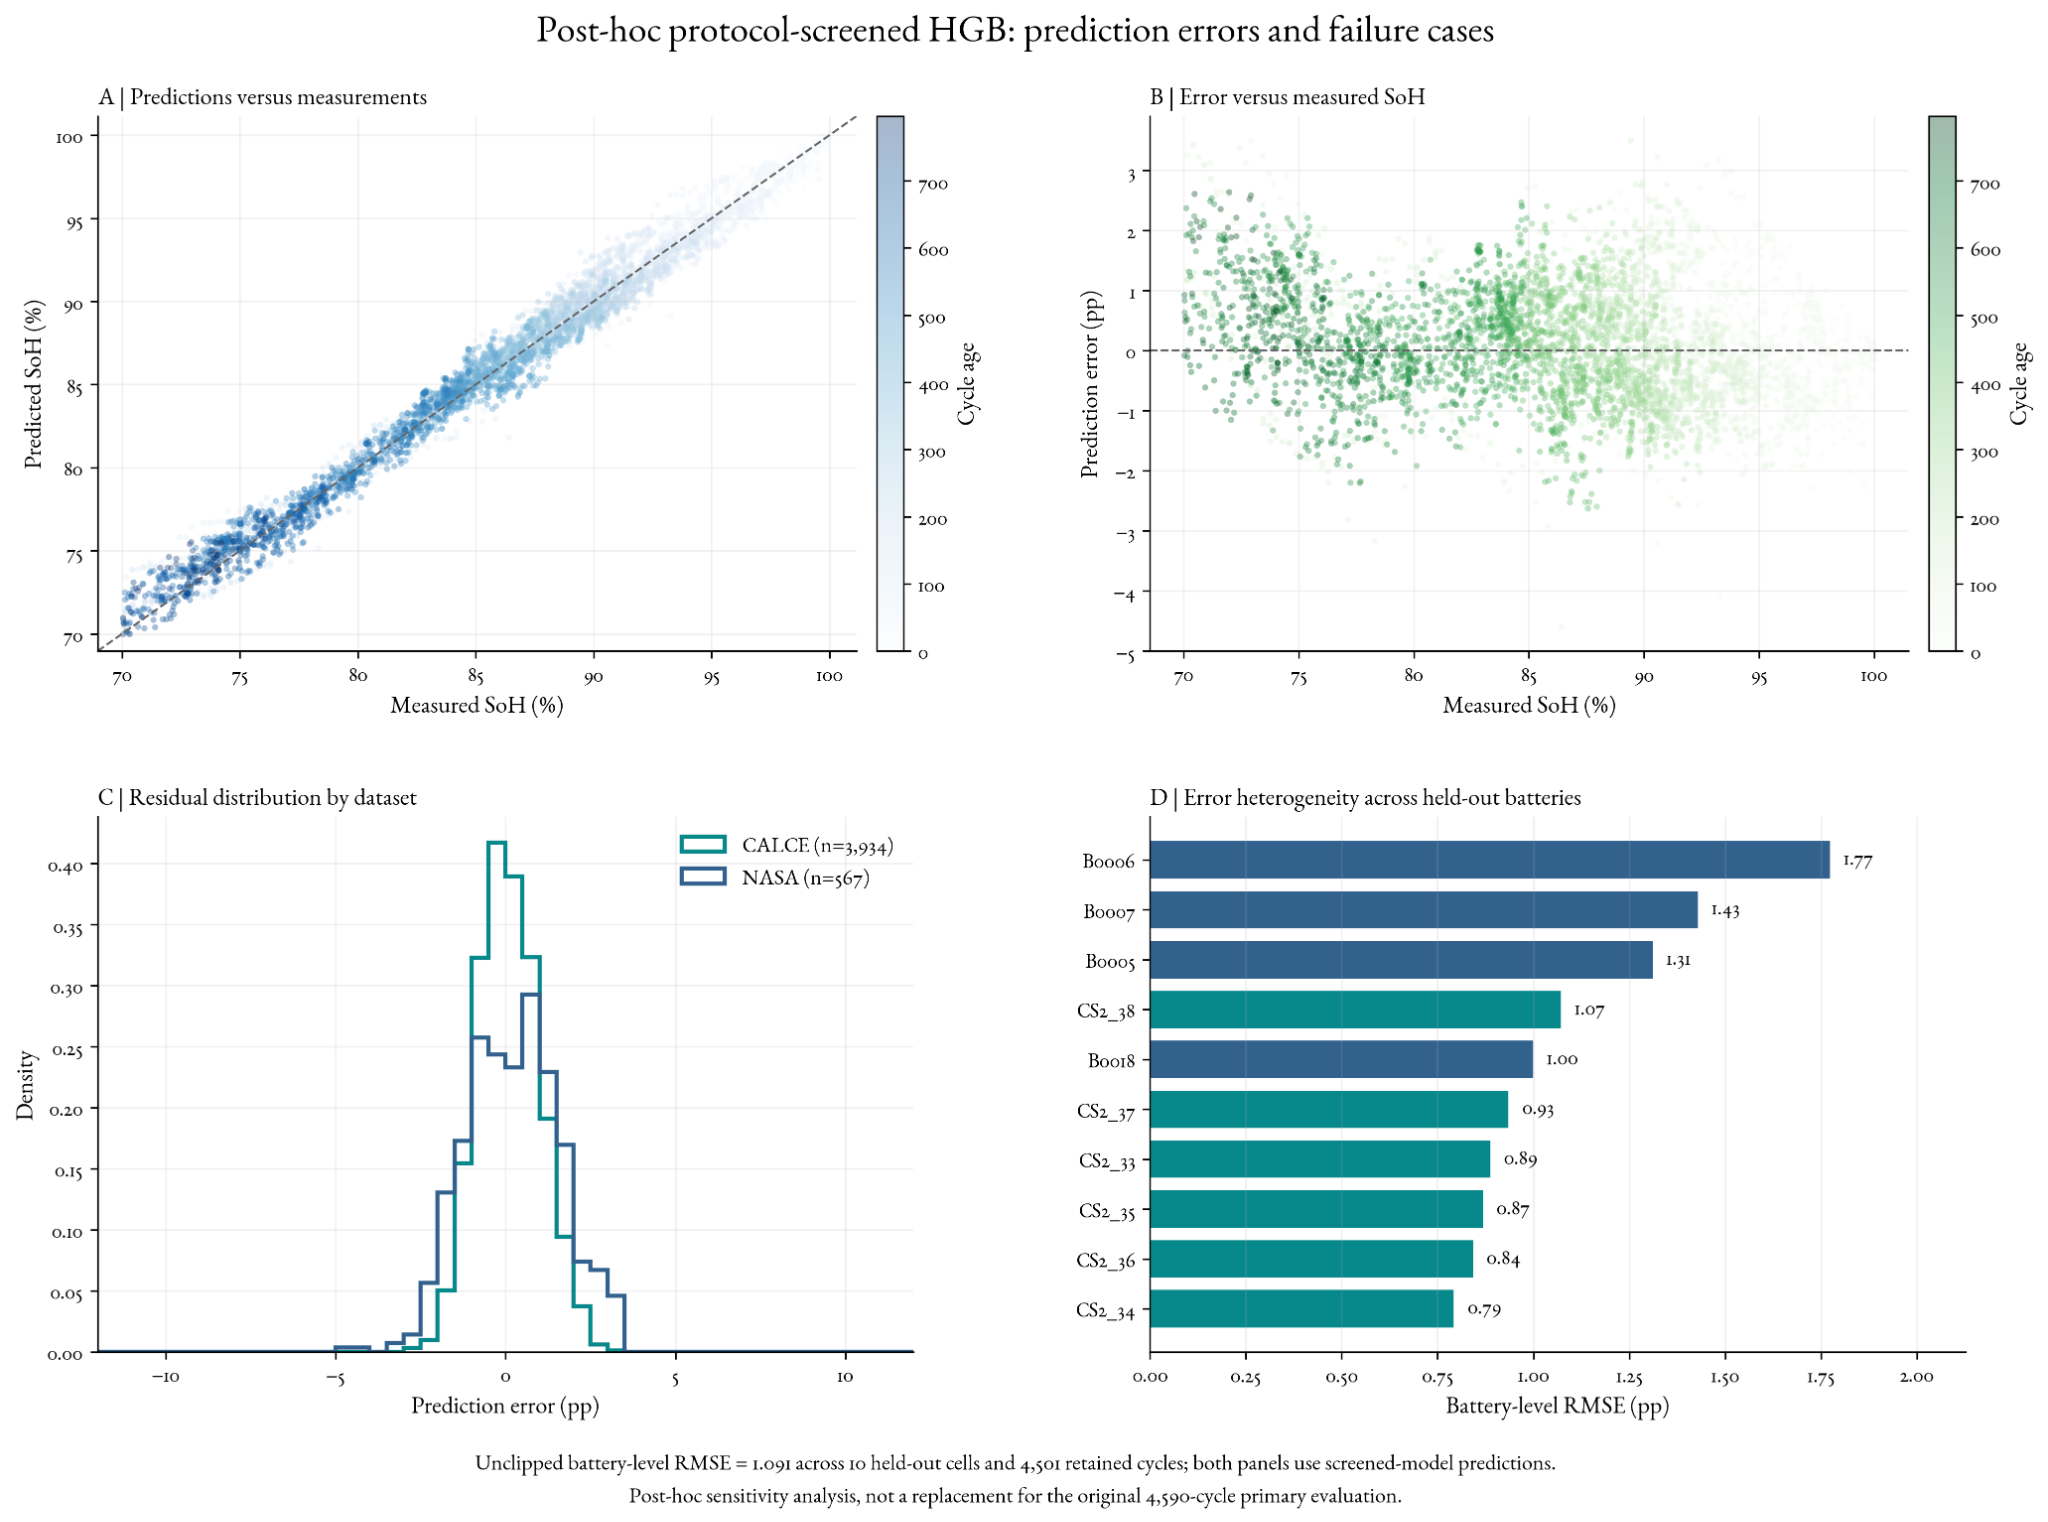 Post-hoc protocol-screened HGB: prediction errors and failure cases
A | Predictions versus measurements
100
95
90
85
80
75
70
Predicted SoH (%)
70 75 80 85 90 95 100
Measured SoH (%)
700
600
500
400
300
200
100
0
Cycle age
B | Error versus measured SoH
3
2
1
0
−1
−2
−3
−4
−5
Prediction error (pp)
70 75 80 85 90 95 100
Measured SoH (%)
700
600
500
400
300
200
100
0
Cycle age
C | Residual distribution by dataset
CALCE (n=3,934)
NASA (n=567)
0.40
0.35
0.30
0.25
0.20
0.15
0.10
0.05
0.00
Density
−10 −5 0 5 10
Prediction error (pp)
D | Error heterogeneity across held-out batteries
B0006 1.77
B0007 1.43
B0005 1.31
CS2_38 1.07
B0018 1.00
CS2_37 0.93
CS2_33 0.89
CS2_35 0.87
CS2_36 0.84
CS2_34 0.79
0.00 0.25 0.50 0.75 1.00 1.25 1.50 1.75 2.00
Battery-level RMSE (pp)
Unclipped battery-level RMSE = 1.091 across 10 held-out cells and 4,501 retained cycles; both panels use screened-model predictions.
Post-hoc sensitivity analysis, not a replacement for the original 4,590-cycle primary evaluation.